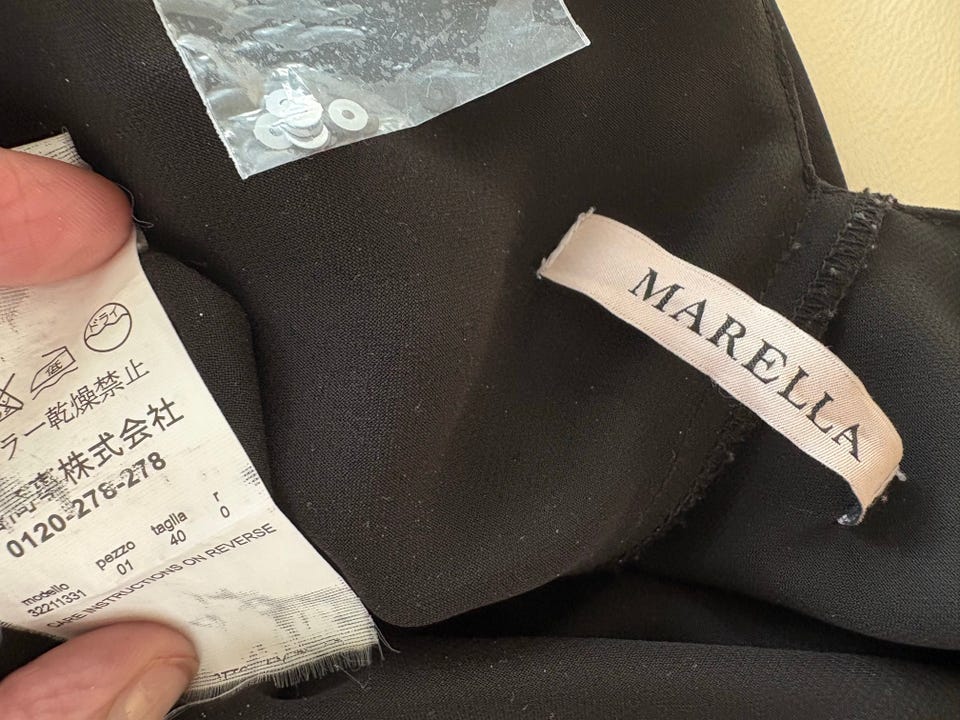 MARELLA
ドライ
ラー乾燥禁止
株式会社
0120-278-278
modello pezzo taglia r
32211331 01 40 0
CARE INSTRUCTIONS ON REVERSE